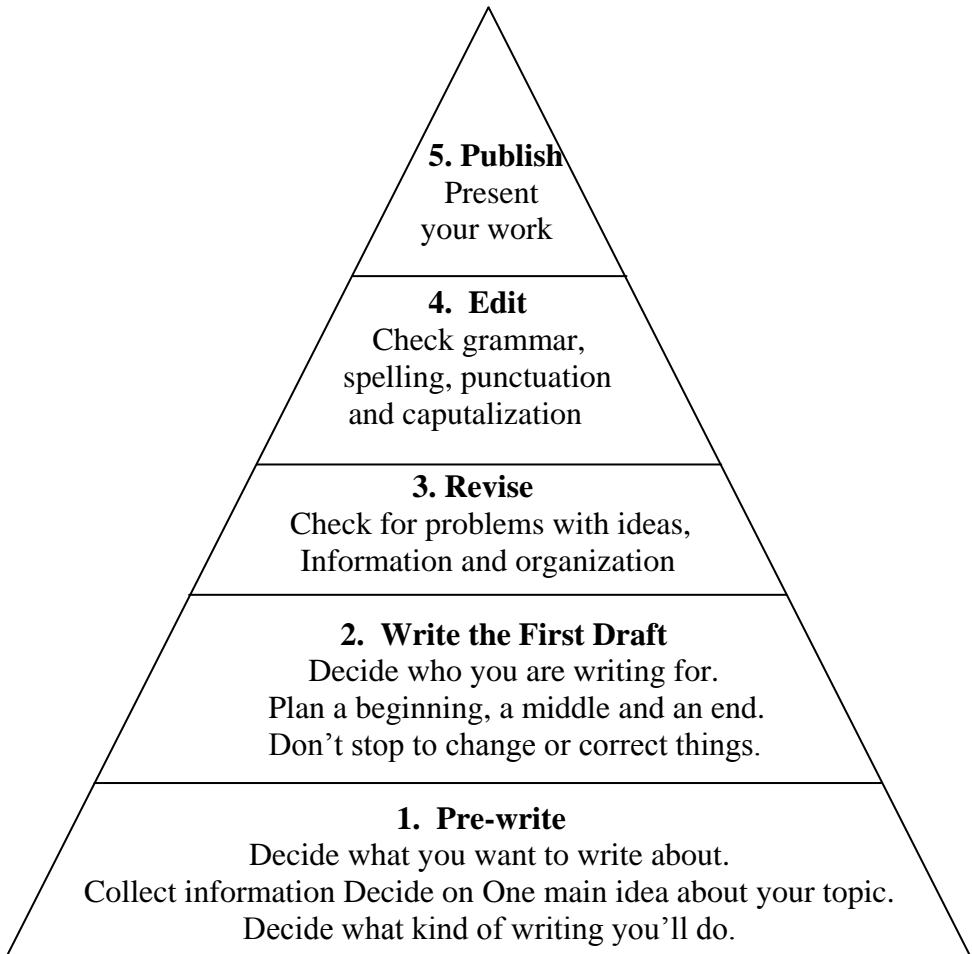 5. Publish
Present
your work
4. Edit
Check grammar,
spelling, punctuation
and caputalization
3. Revise
Check for problems with ideas,
Information and organization
2. Write the First Draft
Decide who you are writing for.
Plan a beginning, a middle and an end.
Don’t stop to change or correct things.
1. Pre-write
Decide what you want to write about.
Collect information Decide on One main idea about your topic.
Decide what kind of writing you’ll do.